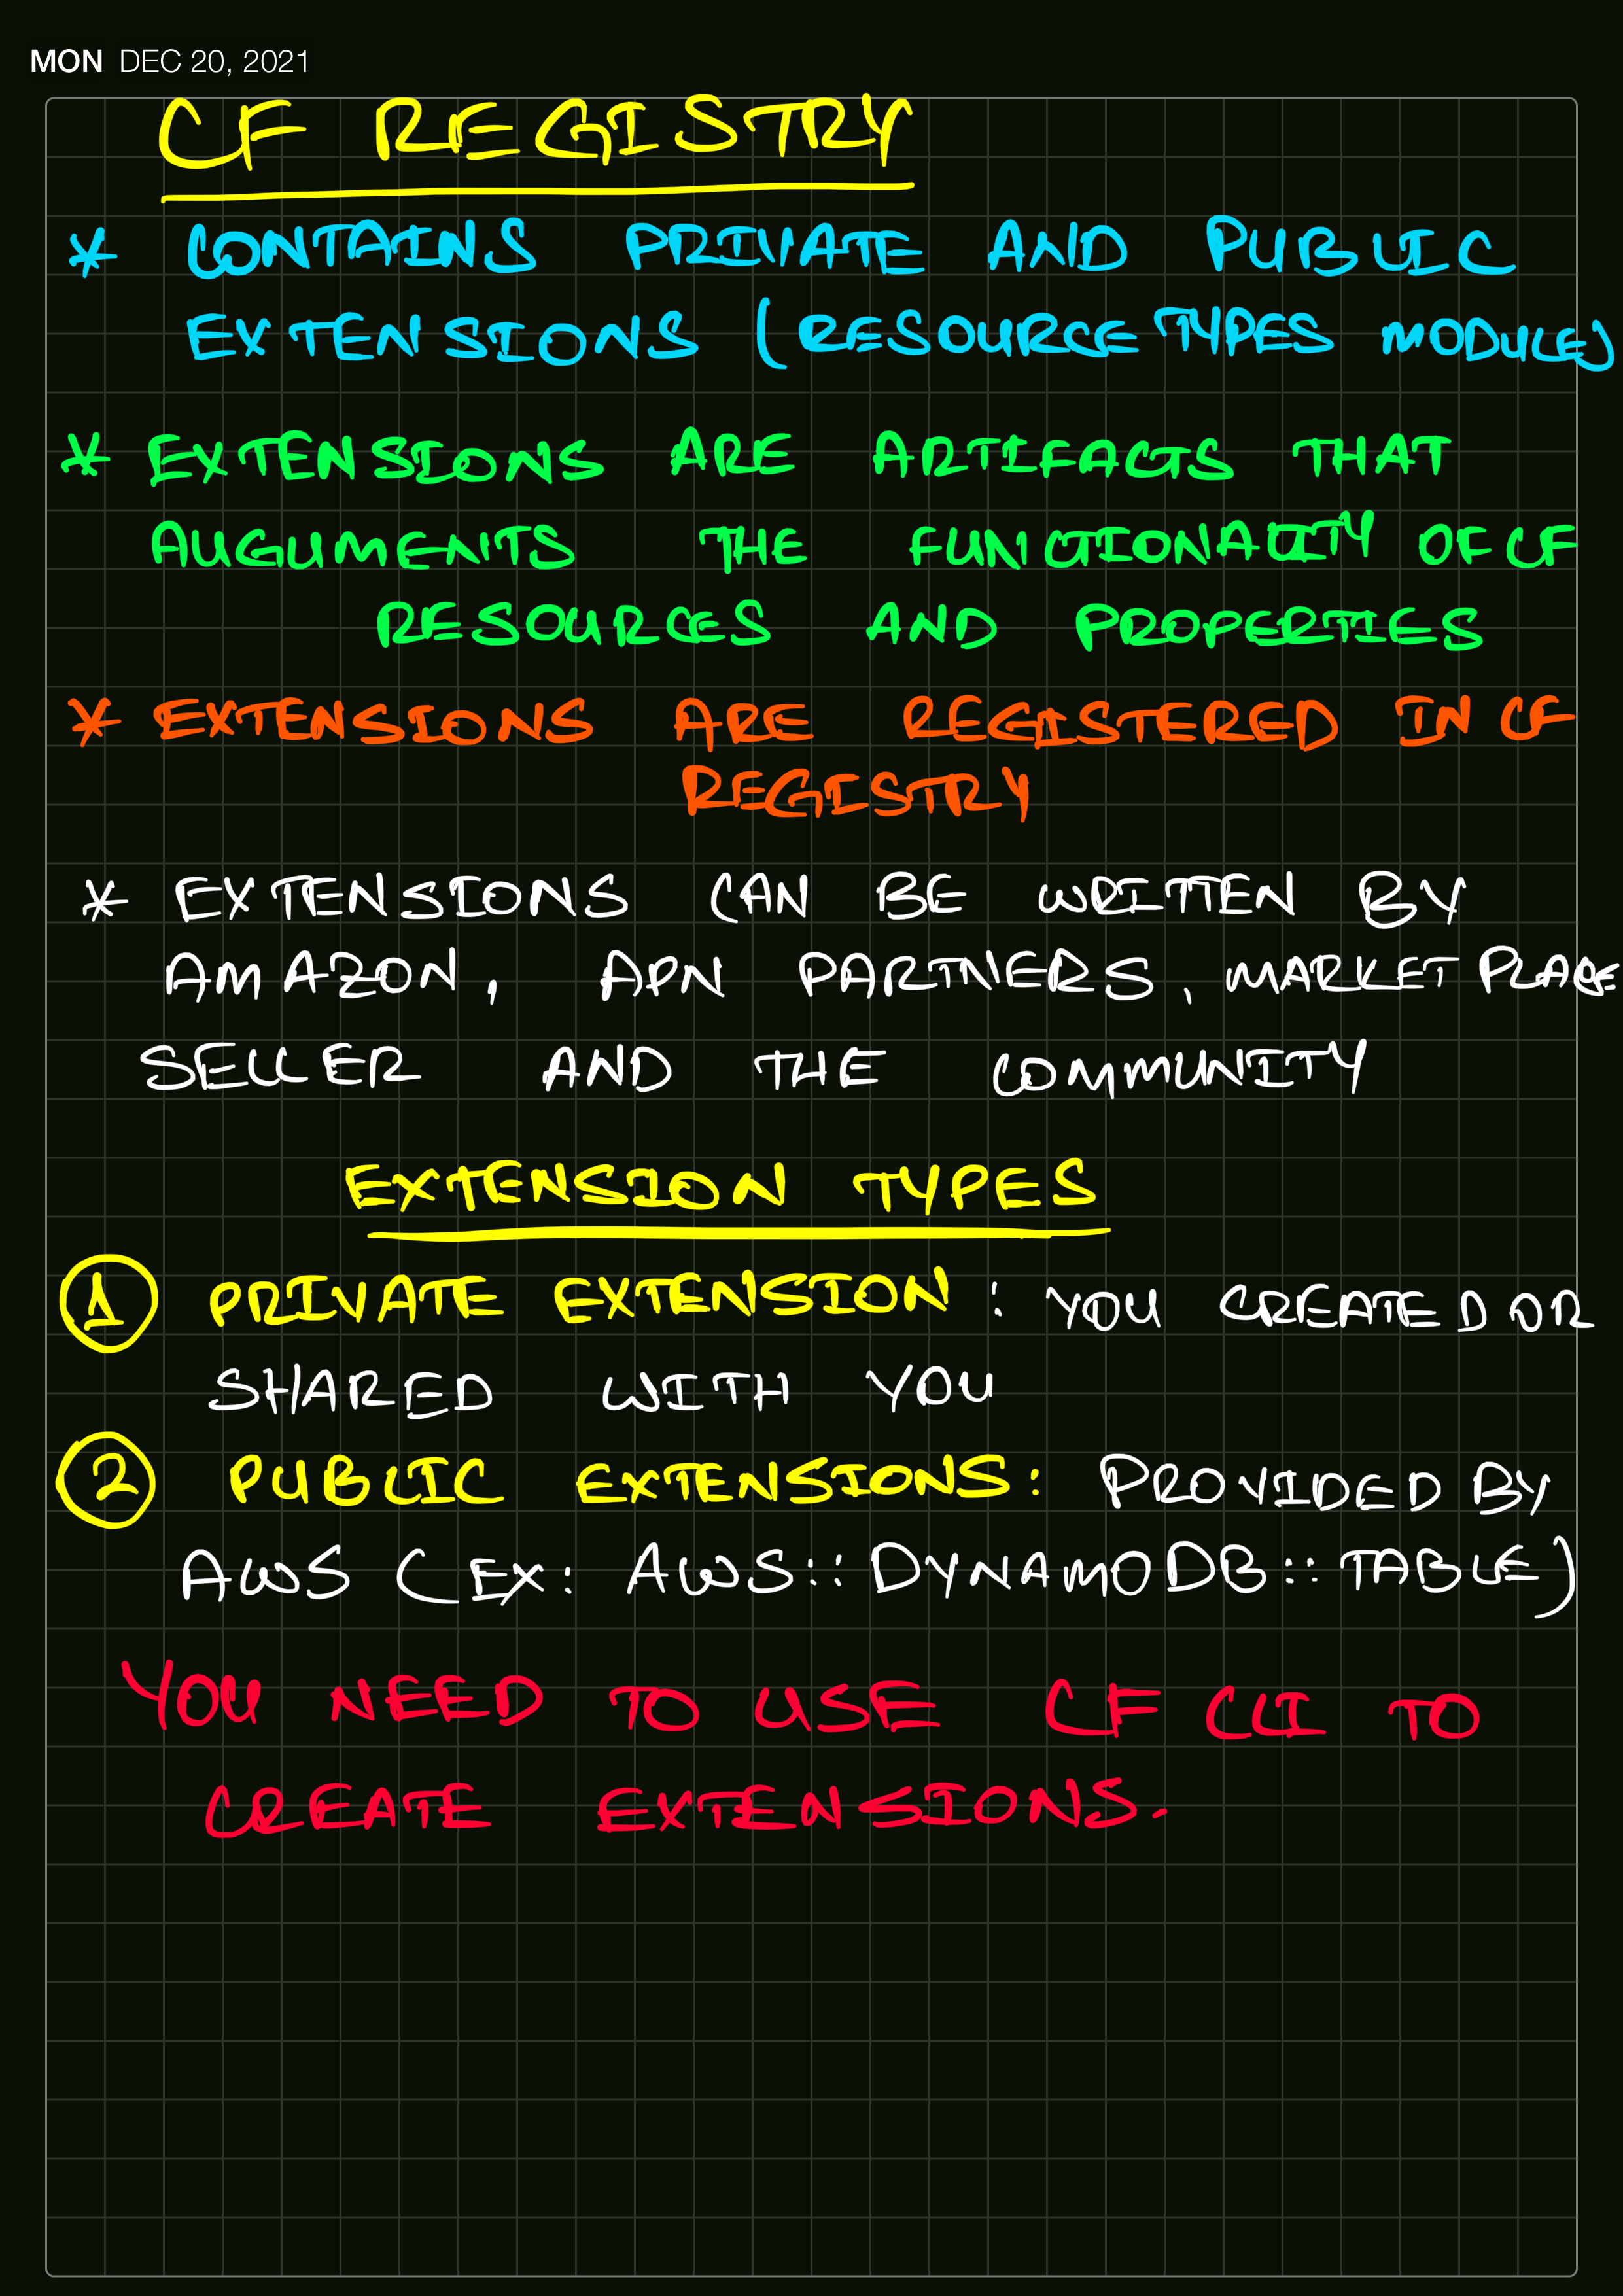 MON DEC 20, 2021
CF REGISTRY
* CONTAINS PRIVATE AND PUBLIC
EXTENSIONS (RESOURCE TYPES MODULE)
* EXTENSIONS ARE ARTIFACTS THAT
AUGUMENTS THE FUNCTIONALITY OF CF
RESOURCES AND PROPERTIES
* EXTENSIONS ARE REGISTERED IN CF
REGISTRY
* EXTENSIONS CAN BE WRITTEN BY
AMAZON, APN PARTNERS, MARKET PLACE
SELLER AND THE COMMUNITY
EXTENSION TYPES
1 PRIVATE EXTENSION : YOU CREATED OR
SHARED WITH YOU
2 PUBLIC EXTENSIONS: PROVIDED BY
AWS (EX: AWS::DYNAMODB::TABLE)
YOU NEED TO USE CF CLI TO
CREATE EXTENSIONS.